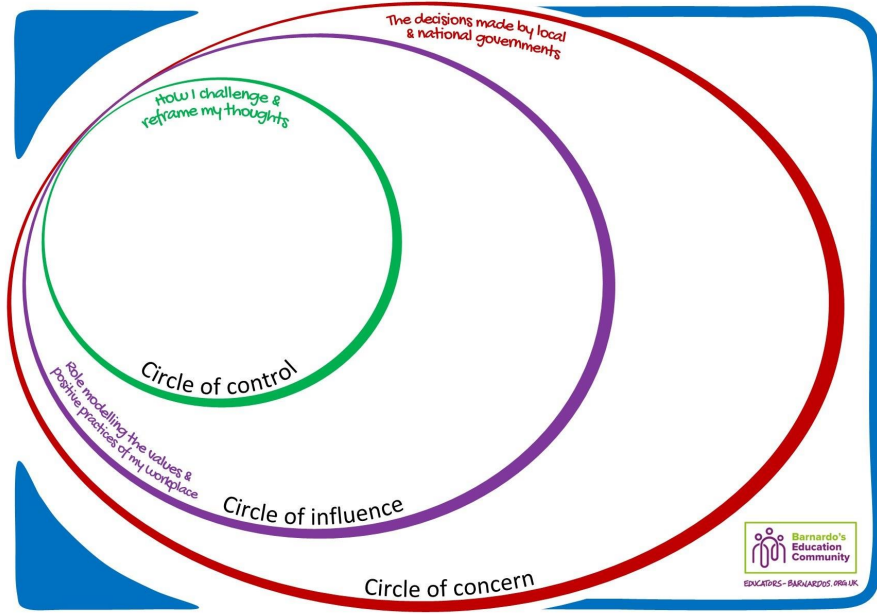 The decisions made by local
& national governments
How I challenge &
reframe my thoughts
Circle of control
Role modelling the values &
positive practices of my workplace
Circle of influence
Circle of concern
Barnardo's
Education
Community
EDUCATORS-BARNARDOS.ORG.UK